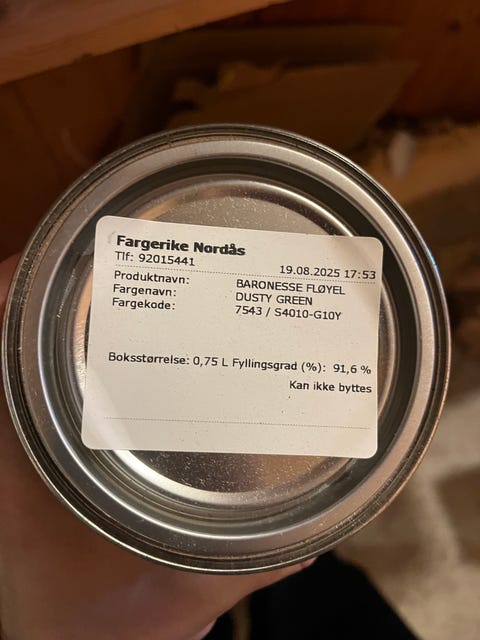 Fargerike Nordås
Tlf: 92015441
19.08.2025 17:53
Produktnavn: BARONESSE FLØYEL
Fargenavn: DUSTY GREEN
Fargekode: 7543 / S4010-G10Y
Boksstørrelse: 0,75 L Fyllingsgrad (%): 91,6 %
Kan ikke byttes